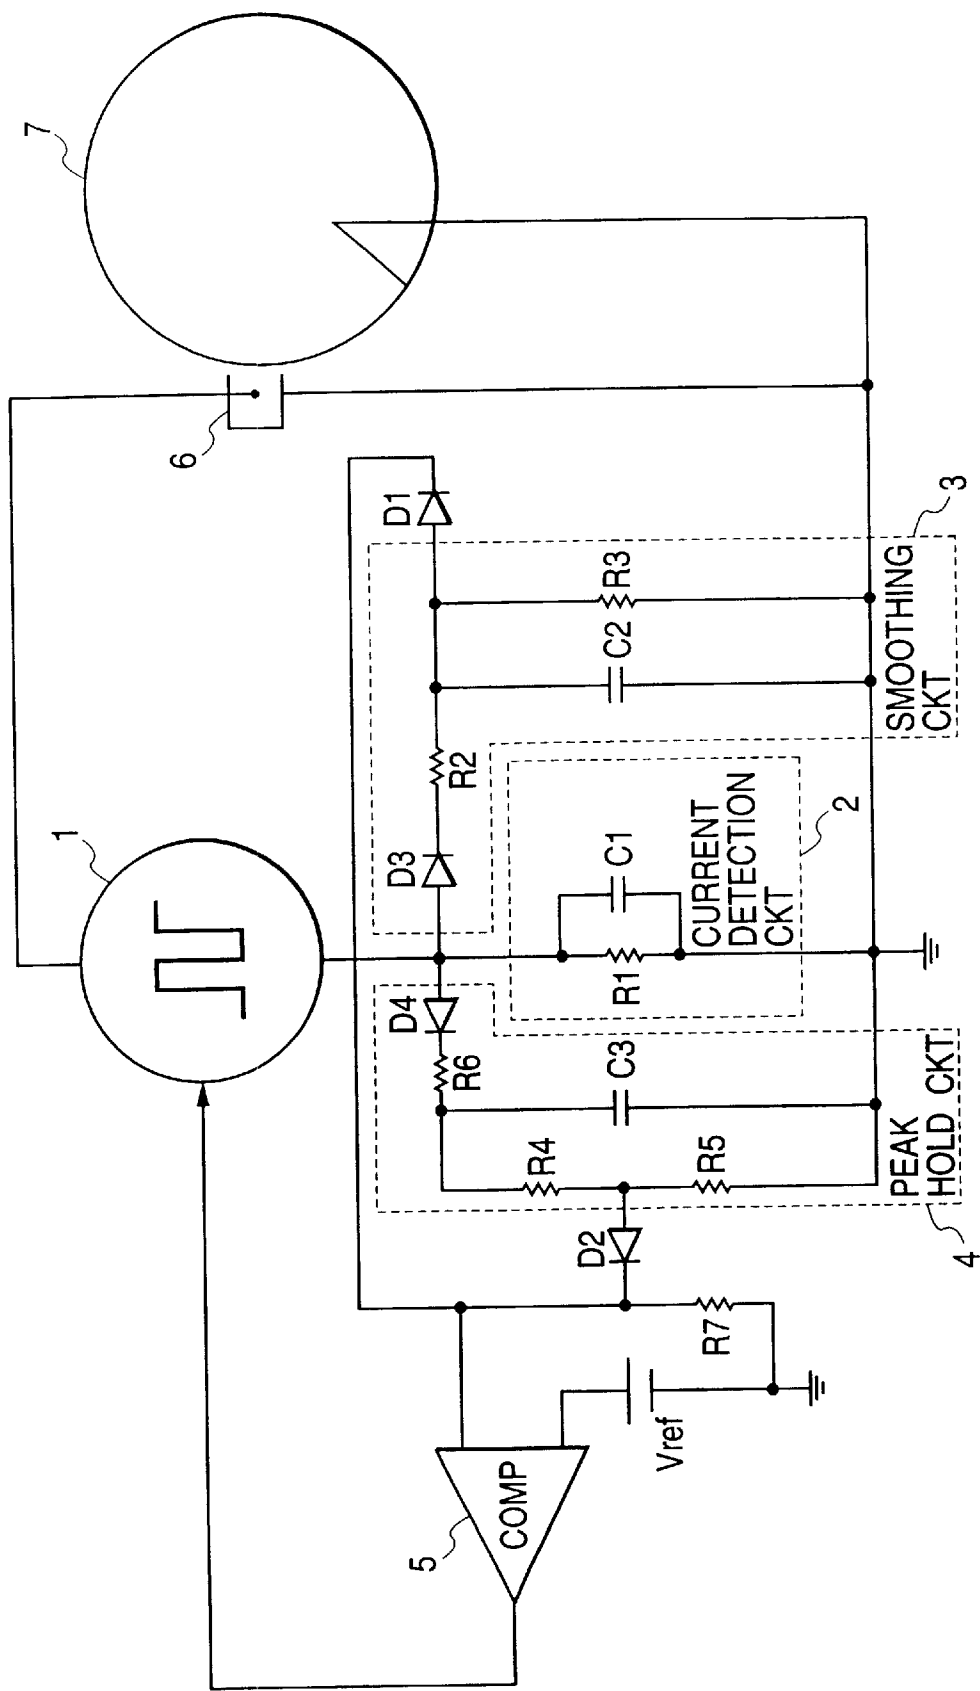 7
1
6
D1
3
D3
R2
C2
R3
SMOOTHING
CKT
D4
R6
R1
C1
CURRENT
DETECTION
CKT
2
C3
R4
R5
PEAK
HOLD CKT
4
D2
R7
Vref
COMP
5